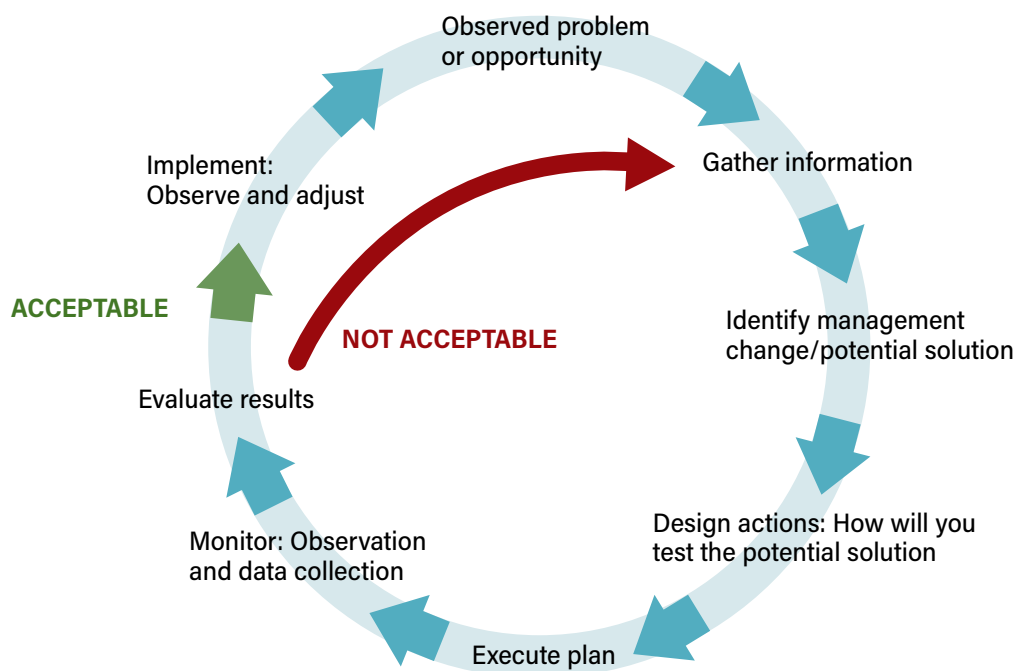 Observed problem
or opportunity
Gather information
Identify management
change/potential solution
Design actions: How will you
test the potential solution
Execute plan
Monitor: Observation
and data collection
Evaluate results
ACCEPTABLE
NOT ACCEPTABLE
Implement:
Observe and adjust